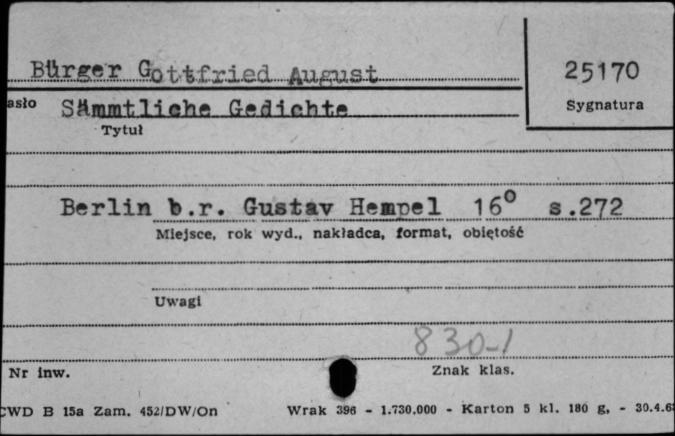 Bürger Gottfried August
25170
asło Sämmtliche Gedichte
Sygnatura
Tytuł
Berlin b.r. Gustav Hempel 16⁰ s.272
Miejsce, rok wyd., nakładca, format, obiętość
Uwagi
830-1
Nr inw.
Znak klas.
CWD B 15a Zam. 452/DW/On Wrak 396 - 1.730.000 - Karton 5 kl. 180 g. - 30.4.6